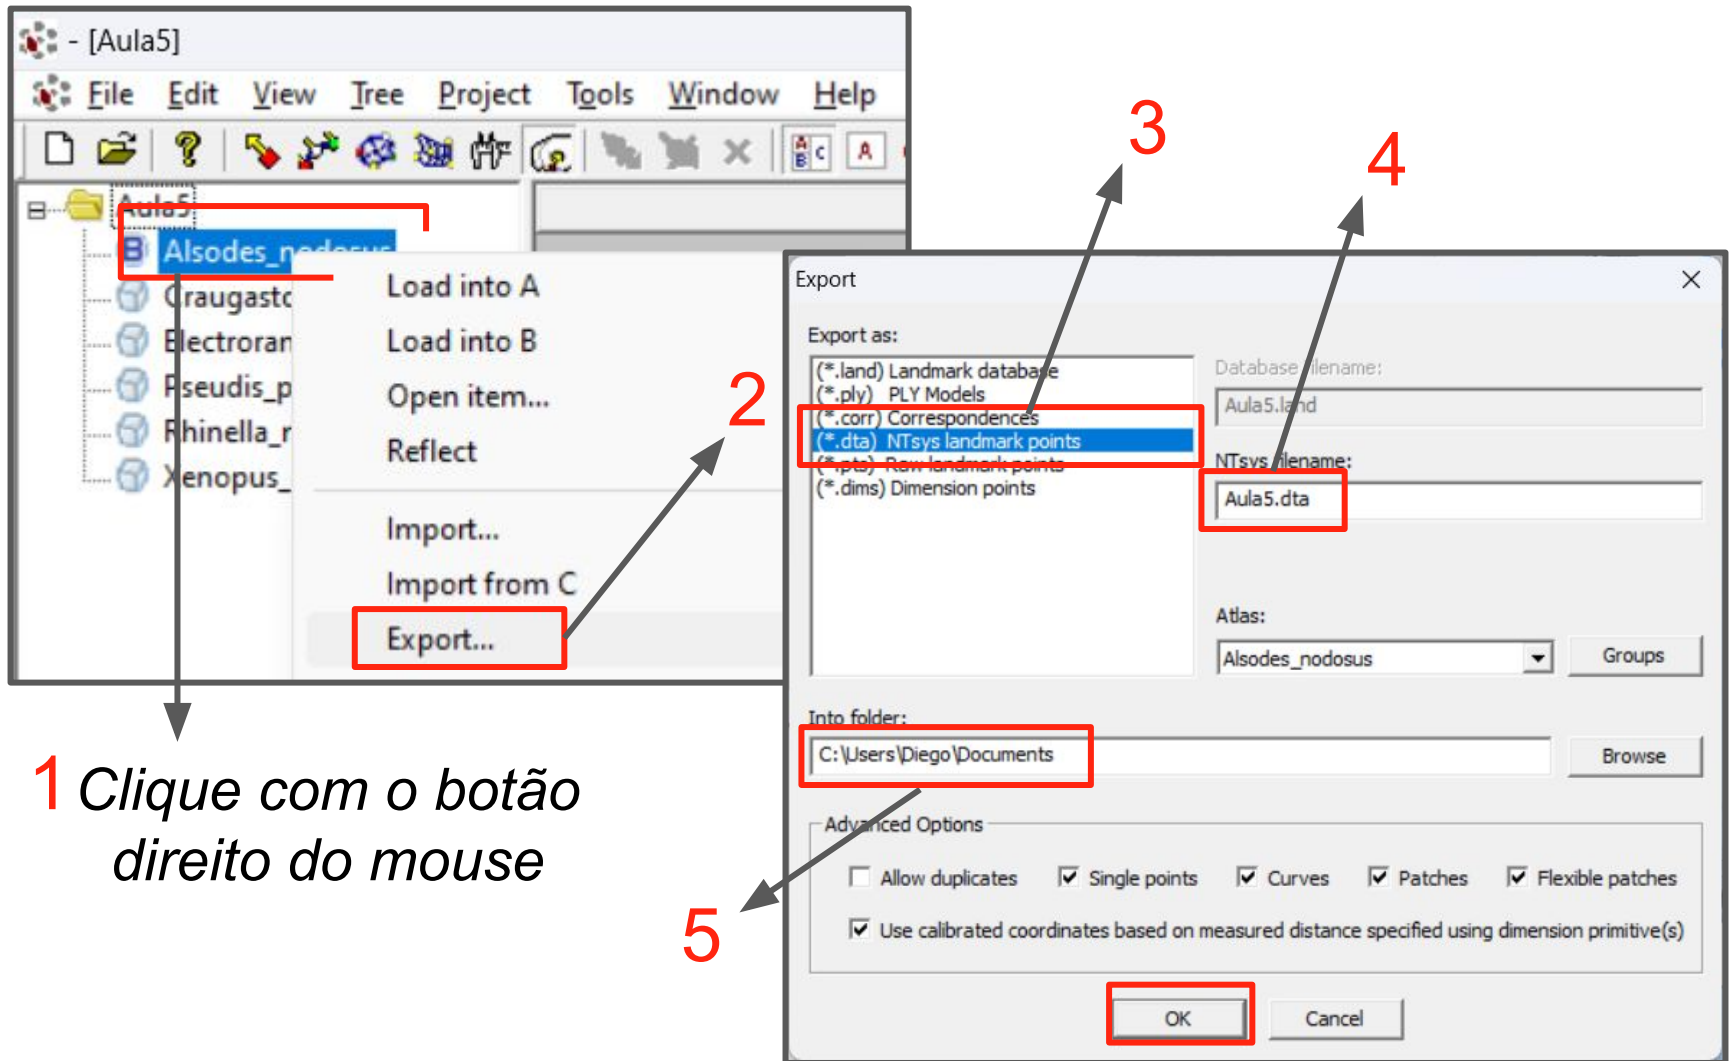 - [Aula5]
File Edit View Tree Project Tools Window Help
A B C A
Aula5
B Alsodes_nodosus
Craugasto
Electroran
Pseudis_p
Rhinella_r
Xenopus_
Load into A
Load into B
Open item...
Reflect
Import...
Import from C
Export...
2
1 Clique com o botão
direito do mouse
3
4
Export
Export as:
(*.land) Landmark database
(*.ply) PLY Models
(*.corr) Correspondences
(*.dta) NTsys landmark points
(*.pts) Raw landmark points
(*.dims) Dimension points
Database filename:
Aula5.land
NTsys filename:
Aula5.dta
Atlas:
Alsodes_nodosus
Groups
Into folder:
C:\Users\Diego\Documents
Browse
Advanced Options
Allow duplicates Single points Curves Patches Flexible patches
Use calibrated coordinates based on measured distance specified using dimension primitive(s)
5
OK Cancel